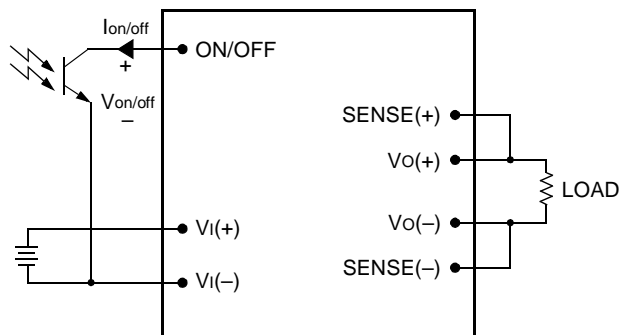 Ion/off
ON/OFF
+
Von/off
–
SENSE(+)
VO(+)
LOAD
VI(+)
VO(–)
VI(–)
SENSE(–)